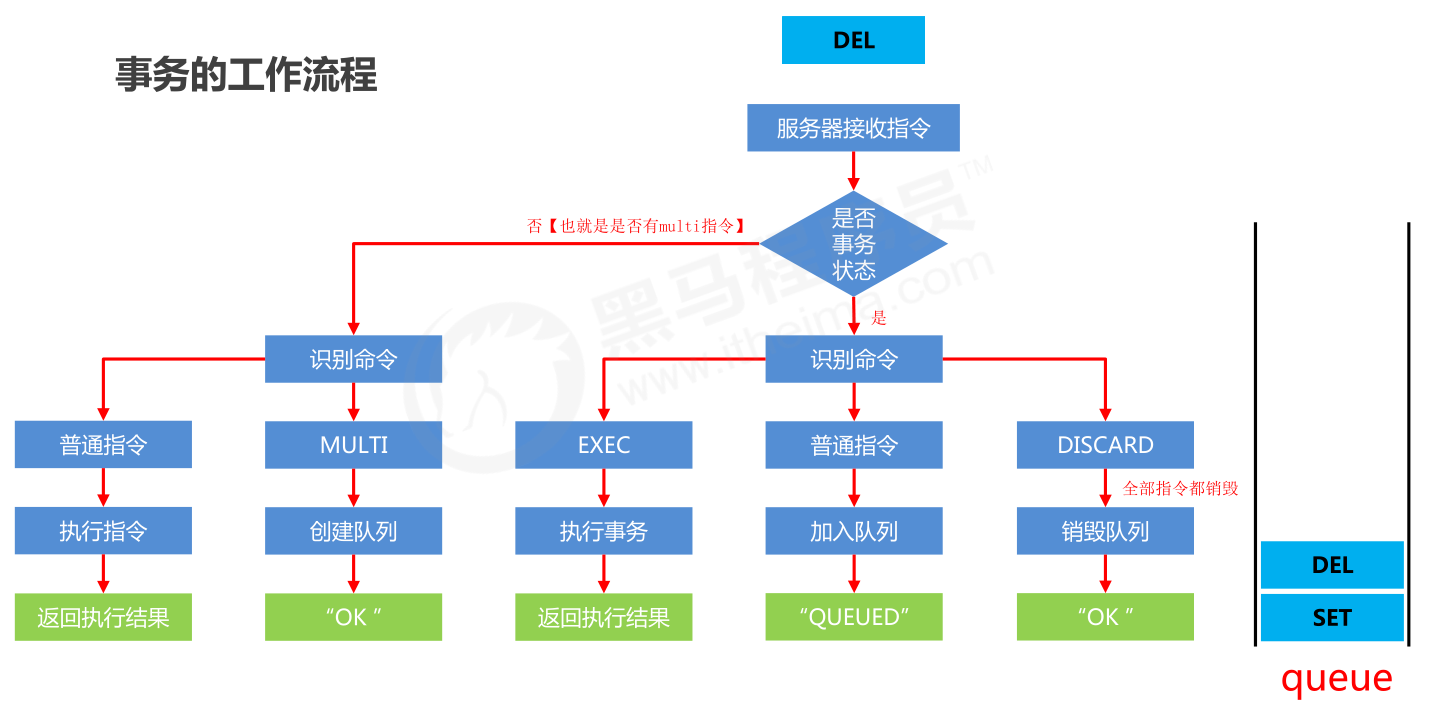 DEL
事务的工作流程
服务器接收指令
是否
事务
状态
否【也就是是否有multi指令】
是
识别命令
识别命令
普通指令
MULTI
EXEC
普通指令
DISCARD
全部指令都销毁
执行指令
创建队列
执行事务
加入队列
销毁队列
返回执行结果
“OK ”
返回执行结果
“QUEUED”
“OK ”
DEL
SET
queue
黑马程序员TM
www.itheima.com